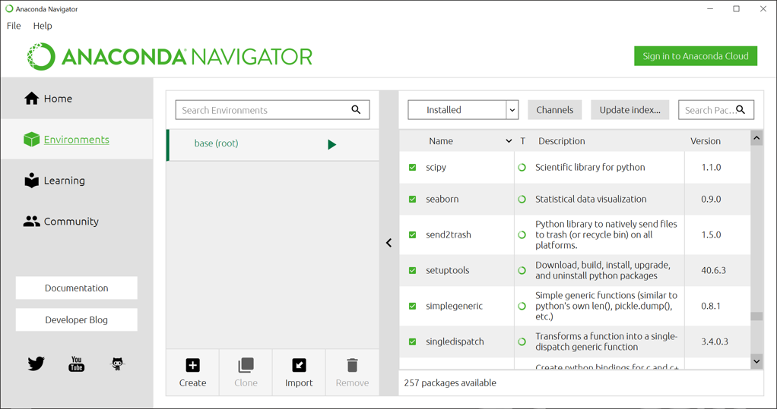 Anaconda Navigator
File Help
ANACONDA NAVIGATOR
Sign in to Anaconda Cloud
Home
Environments
Learning
Community
Documentation
Developer Blog
You
Tube
Search Environments
base (root)
Create Clone Import Remove
Installed Channels Update index... Search Pac...
Name T Description Version
scipy Scientific library for python 1.1.0
seaborn Statistical data visualization 0.9.0
send2trash Python library to natively send files
to trash (or recycle bin) on all
platforms. 1.5.0
setuptools Download, build, install, upgrade,
and uninstall python packages 40.6.3
simplegeneric Simple generic functions (similar to
python's own len(), pickle.dump(),
etc.) 0.8.1
singledispatch Transforms a function into a single-
dispatch generic function 3.4.0.3
Create python bindings for c and c+
257 packages available